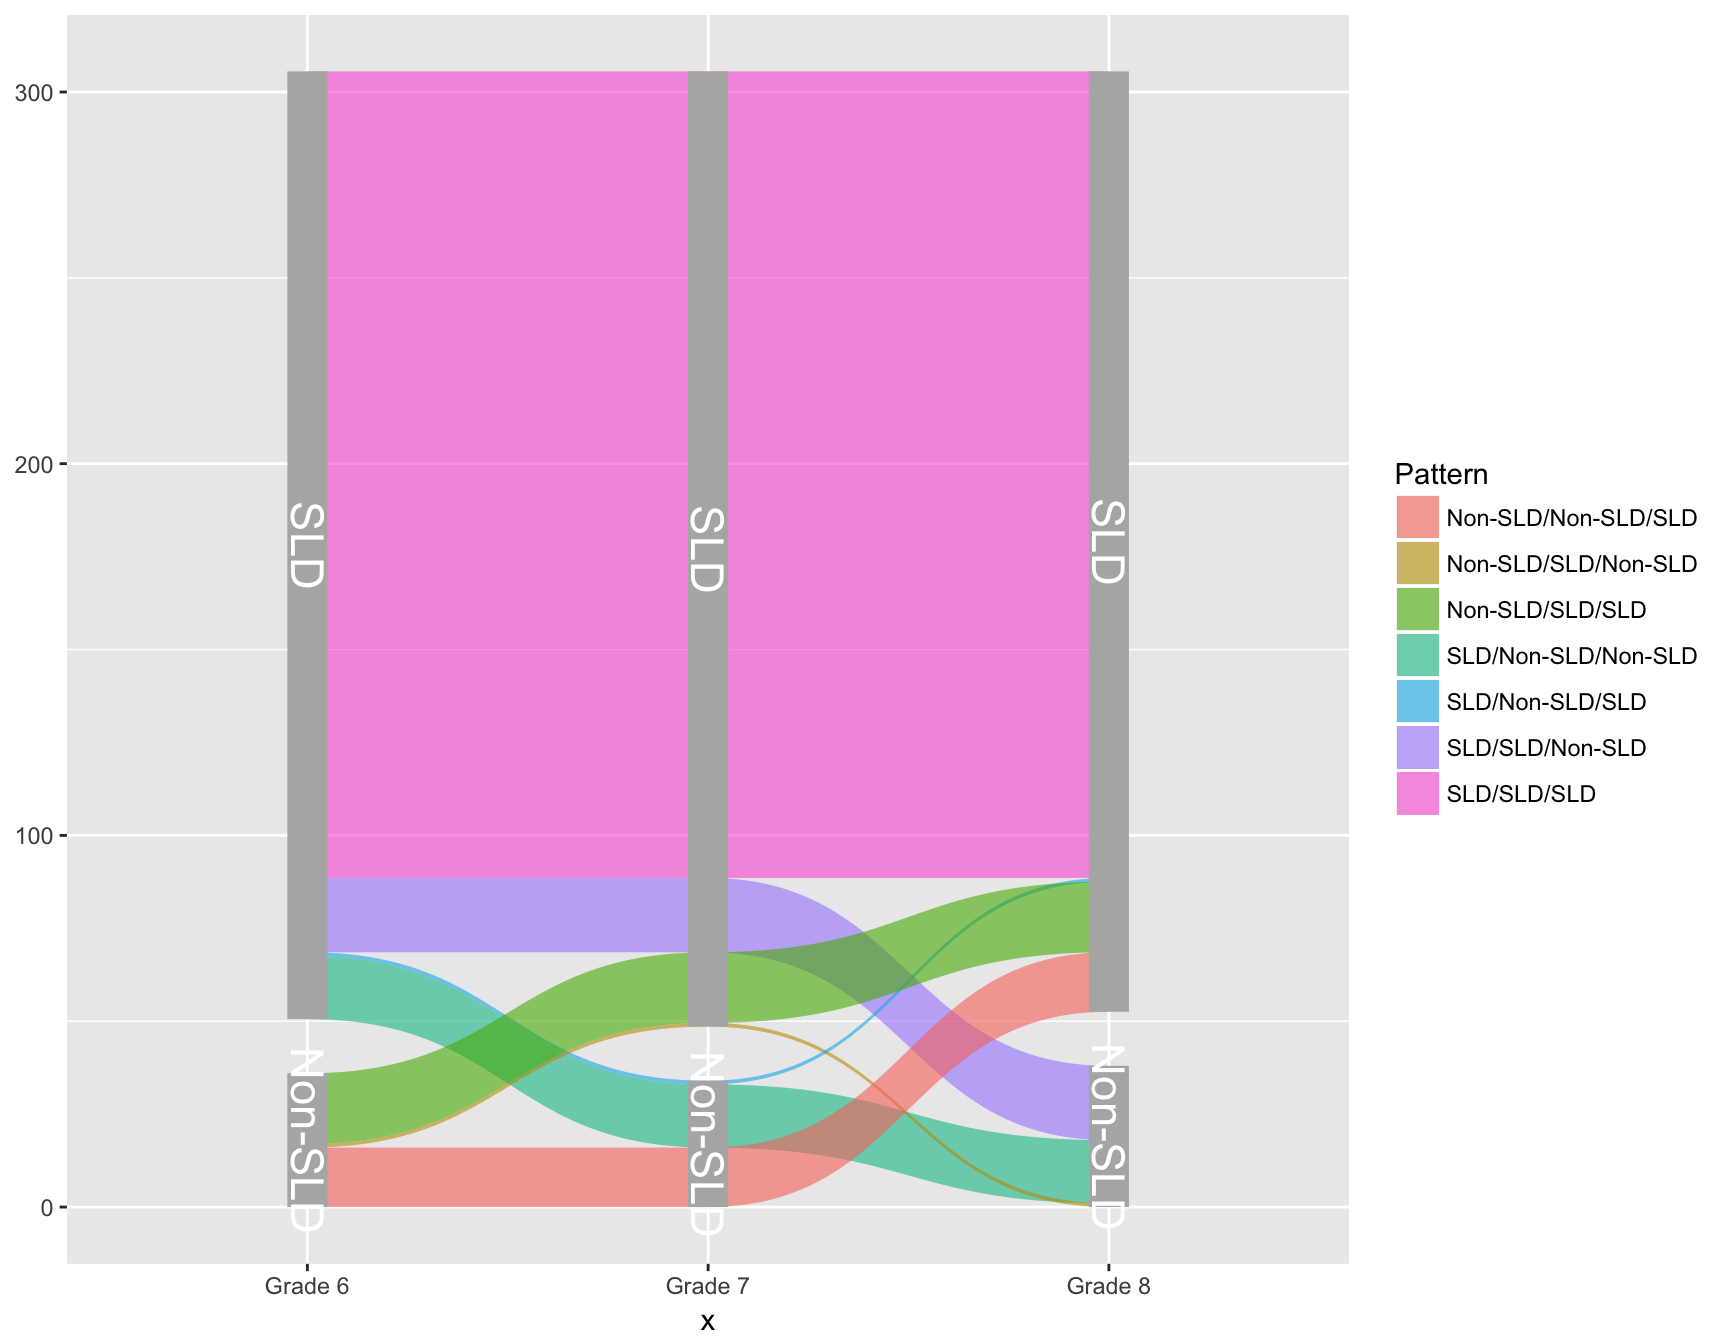 300
200
100
0
SLD
SLD
SLD
Non-SLD
Non-SLD
Non-SLD
Grade 6
Grade 7
Grade 8
x
Pattern
Non-SLD/Non-SLD/SLD
Non-SLD/SLD/Non-SLD
Non-SLD/SLD/SLD
SLD/Non-SLD/Non-SLD
SLD/Non-SLD/SLD
SLD/SLD/Non-SLD
SLD/SLD/SLD